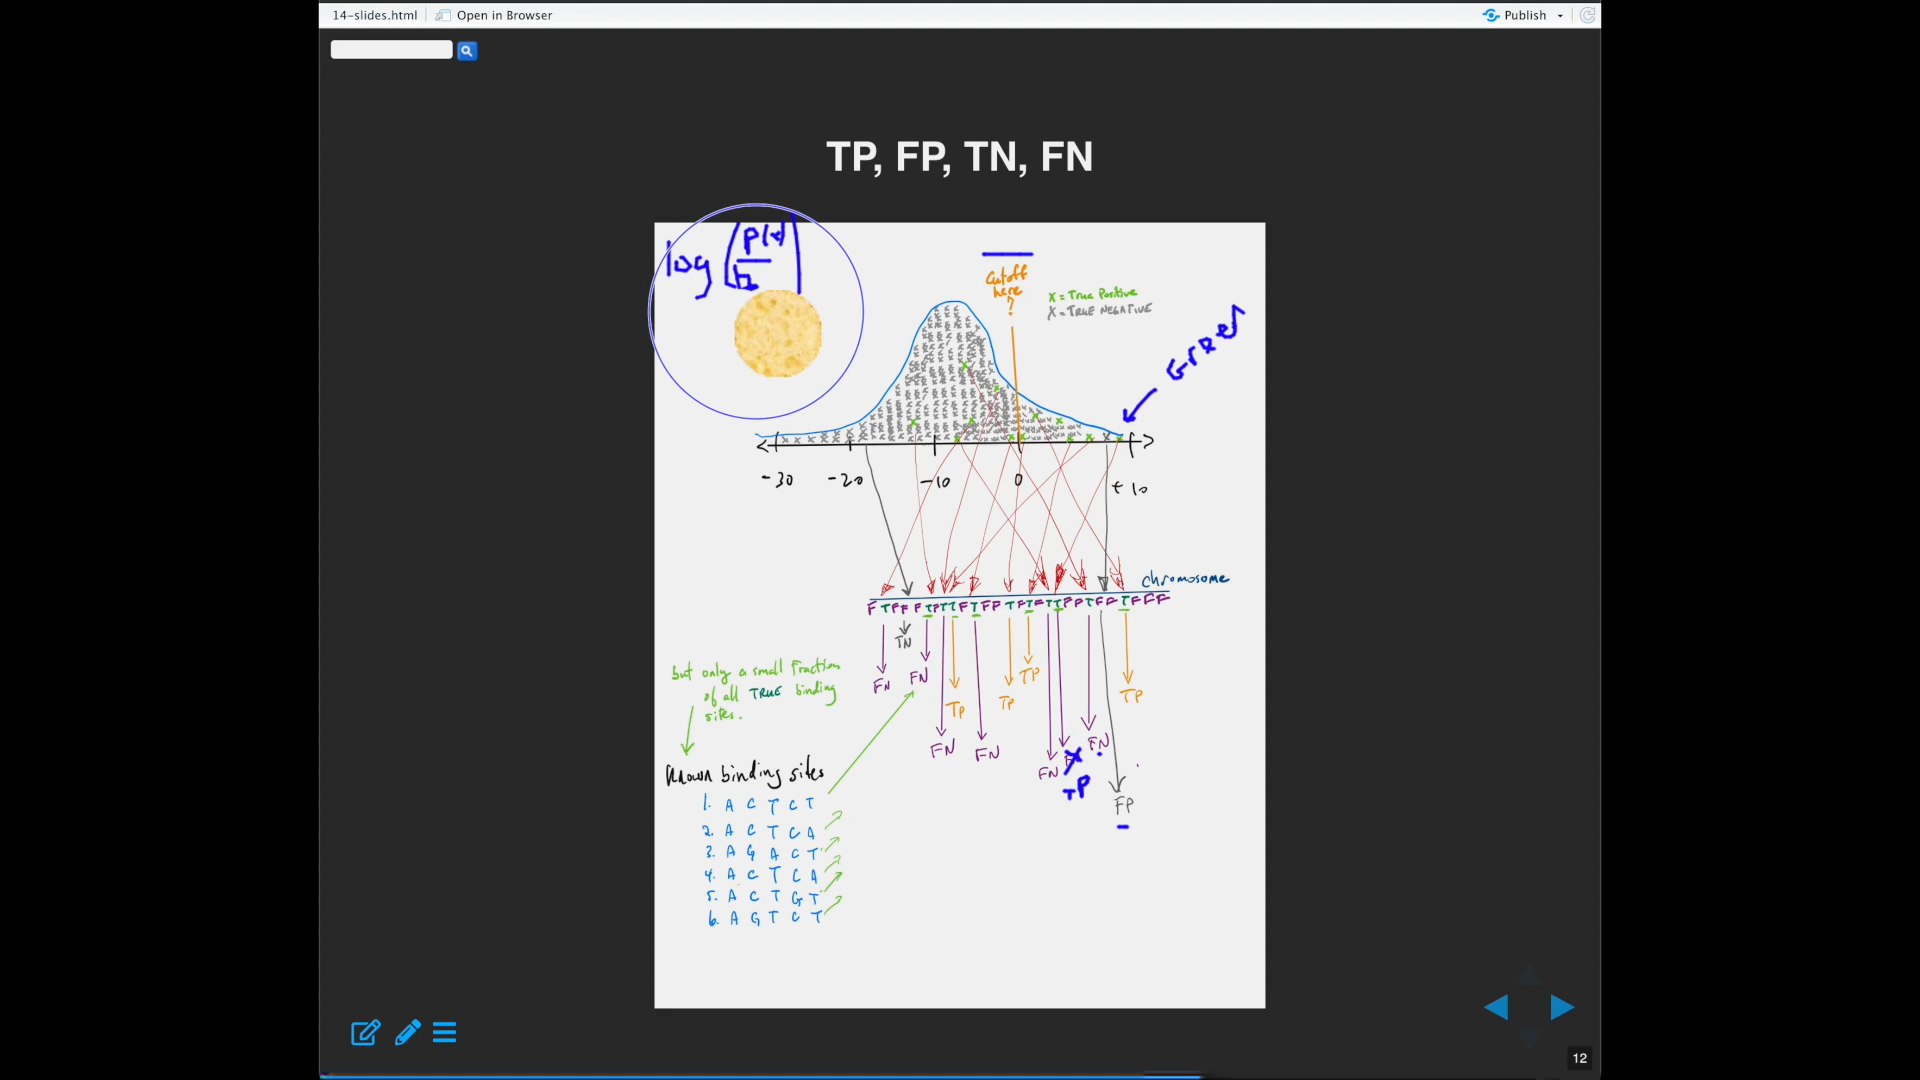 14-slides.html Open in Browser Publish
TP, FP, TN, FN
log
Cutoff
here
?
X = True Positive
X = TRUE NEGATIVE
-30 -20 -10 0 + 10
chromosome
TN
FN FN TP TP
Tp TP
FN FN FN
FN
TP
FP
but only a small Fraction
of all TRUE binding
sites.
Known binding sites
1. A C T C T
2. A C T C A
3. A G A C T
4. A C T C A
5. A C T G T
6. A G T C T
12